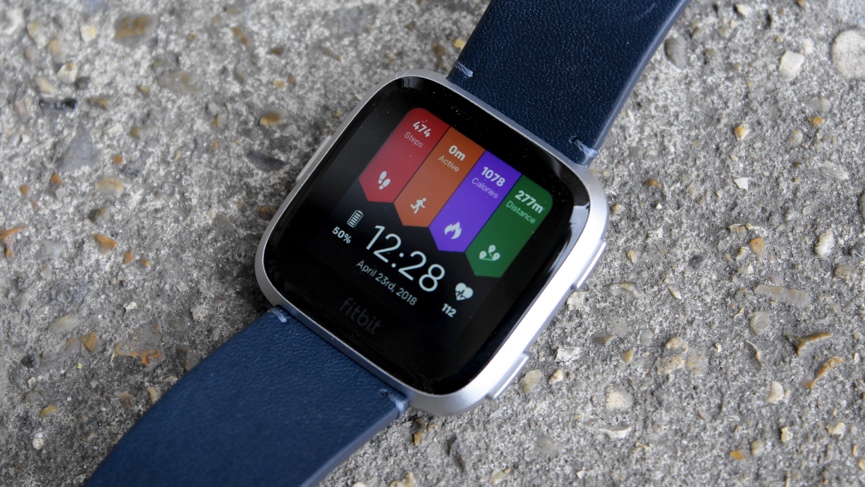 474
Steps
0m
Active
1078
Calories
277m
Distance
50%
12:28
April 23rd, 2018
112
fitbit